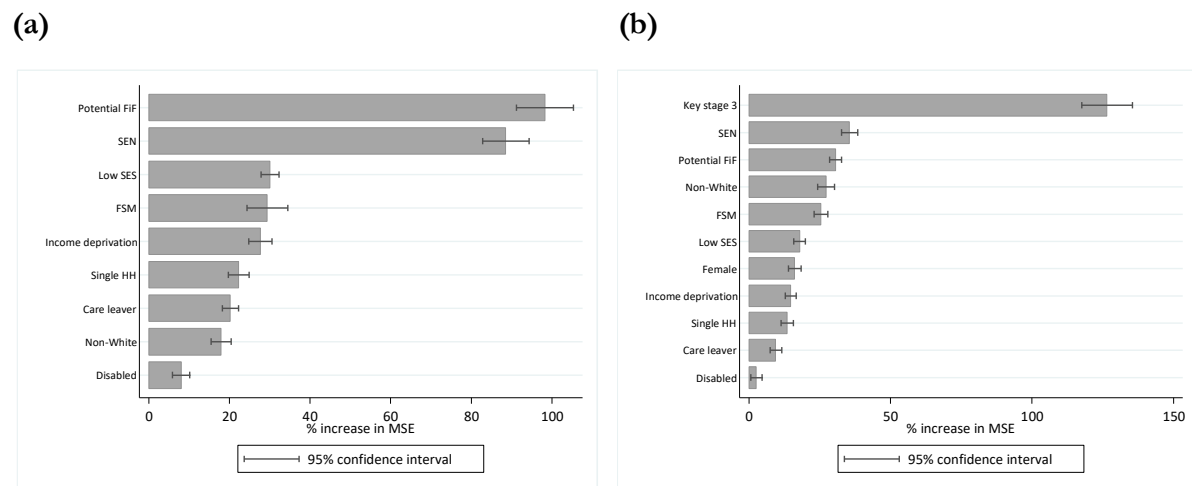 (a)
Potential FiF
SEN
Low SES
FSM
Income deprivation
Single HH
Care leaver
Non-White
Disabled
0 20 40 60 80 100
% increase in MSE
95% confidence interval
(b)
Key stage 3
SEN
Potential FiF
Non-White
FSM
Low SES
Female
Income deprivation
Single HH
Care leaver
Disabled
0 50 100 150
% increase in MSE
95% confidence interval